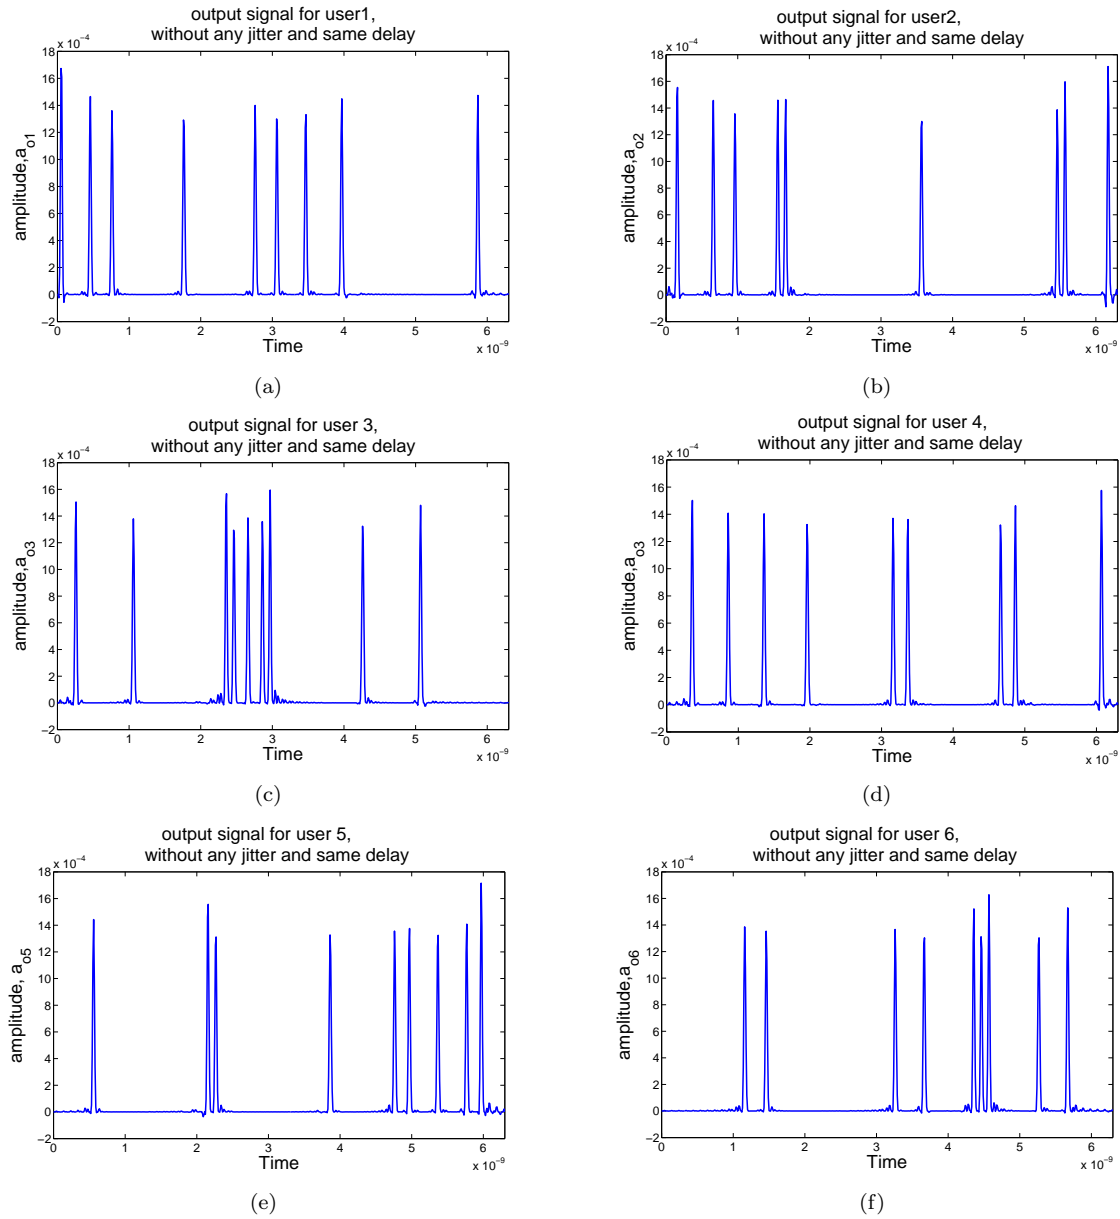 output signal for user1,
without any jitter and same delay
x 10⁻⁴
18
16
14
12
10
8
6
4
2
0
−2
amplitude,a_o1
0 1 2 3 4 5 6
Time
x 10⁻⁹
(a)
output signal for user2,
without any jitter and same delay
x 10⁻⁴
18
16
14
12
10
8
6
4
2
0
−2
amplitude,a_o2
0 1 2 3 4 5 6
Time
x 10⁻⁹
(b)
output signal for user 3,
without any jitter and same delay
x 10⁻⁴
18
16
14
12
10
8
6
4
2
0
−2
amplitude,a_o3
0 1 2 3 4 5 6
Time
x 10⁻⁹
(c)
output signal for user 4,
without any jitter and same delay
x 10⁻⁴
18
16
14
12
10
8
6
4
2
0
−2
amplitude,a_o3
0 1 2 3 4 5 6
Time
x 10⁻⁹
(d)
output signal for user 5,
without any jitter and same delay
x 10⁻⁴
18
16
14
12
10
8
6
4
2
0
−2
amplitude, a_o5
0 1 2 3 4 5 6
Time
x 10⁻⁹
(e)
output signal for user 6,
without any jitter and same delay
x 10⁻⁴
18
16
14
12
10
8
6
4
2
0
−2
amplitude,a_o6
0 1 2 3 4 5 6
Time
x 10⁻⁹
(f)